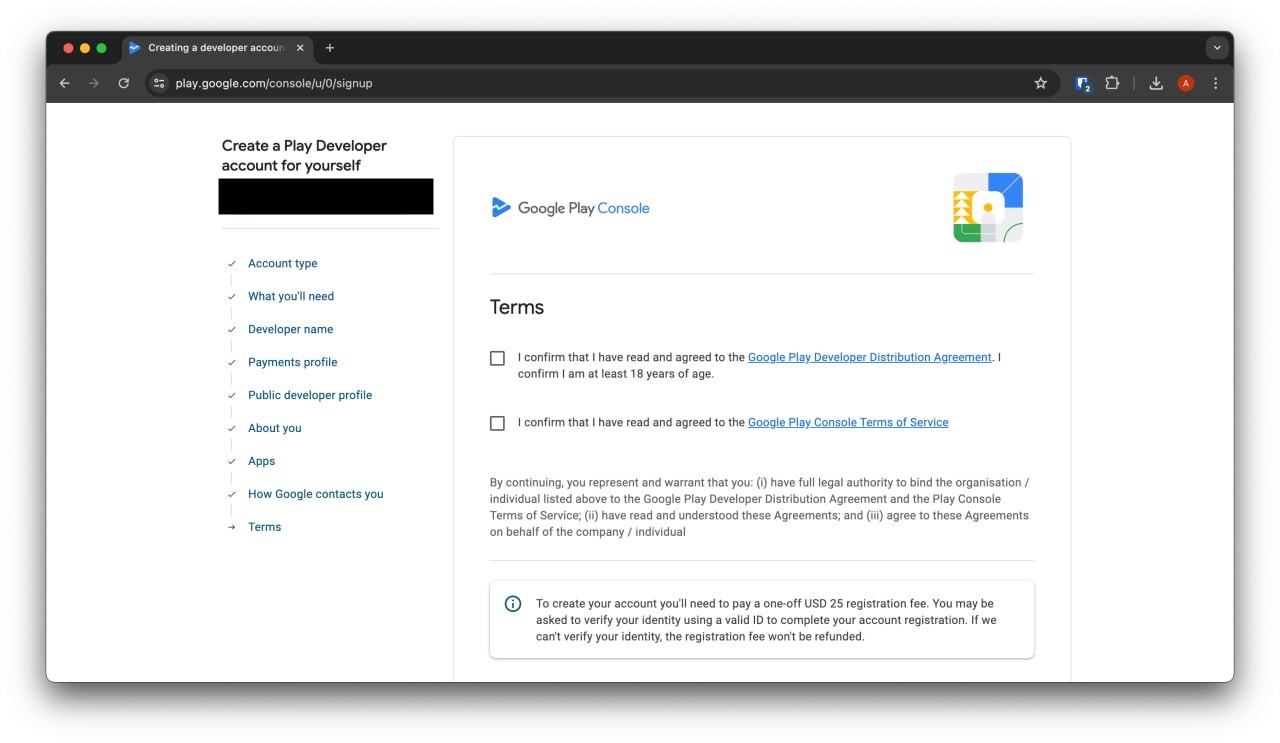 Creating a developer accoun
play.google.com/console/u/0/signup
2
A
Create a Play Developer
account for yourself
Account type
What you'll need
Developer name
Payments profile
Public developer profile
About you
Apps
How Google contacts you
Terms
Google Play Console
Terms
I confirm that I have read and agreed to the Google Play Developer Distribution Agreement. I
confirm I am at least 18 years of age.
I confirm that I have read and agreed to the Google Play Console Terms of Service
By continuing, you represent and warrant that you: (i) have full legal authority to bind the organisation /
individual listed above to the Google Play Developer Distribution Agreement and the Play Console
Terms of Service; (ii) have read and understood these Agreements; and (iii) agree to these Agreements
on behalf of the company / individual
To create your account you'll need to pay a one-off USD 25 registration fee. You may be
asked to verify your identity using a valid ID to complete your account registration. If we
can't verify your identity, the registration fee won't be refunded.